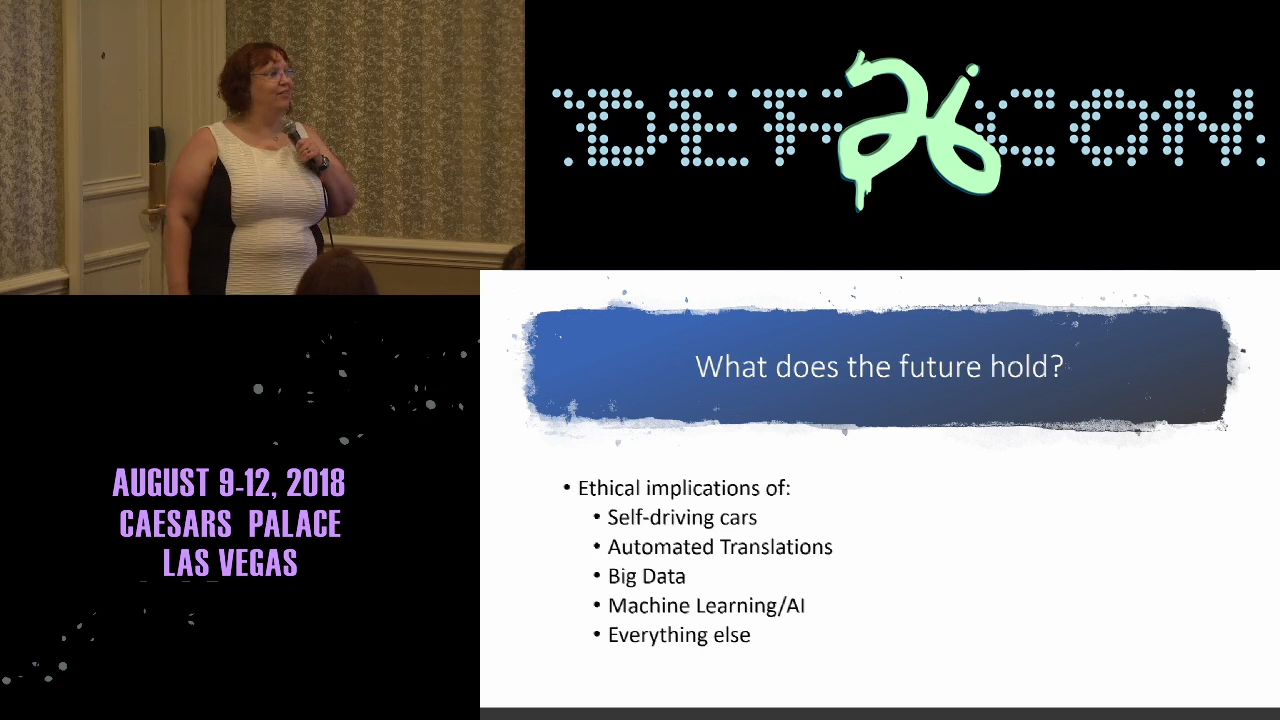 DEF 26 CON
What does the future hold?
• Ethical implications of:
• Self-driving cars
• Automated Translations
• Big Data
• Machine Learning/AI
• Everything else
AUGUST 9-12, 2018
CAESARS PALACE
LAS VEGAS